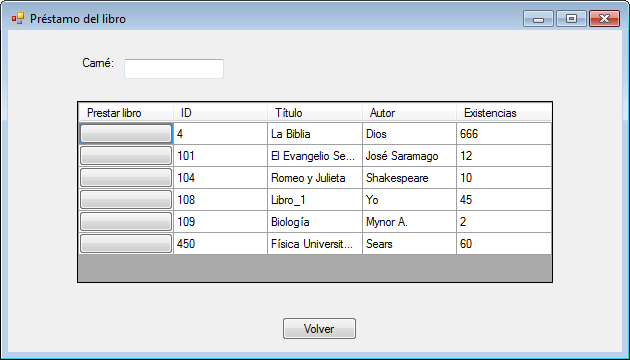 Préstamo del libro
Carné:
Prestar libro ID Título Autor Existencias
4 La Biblia Dios 666
101 El Evangelio Se... José Saramago 12
104 Romeo y Julieta Shakespeare 10
108 Libro_1 Yo 45
109 Biología Mynor A. 2
450 Física Universit... Sears 60
Volver